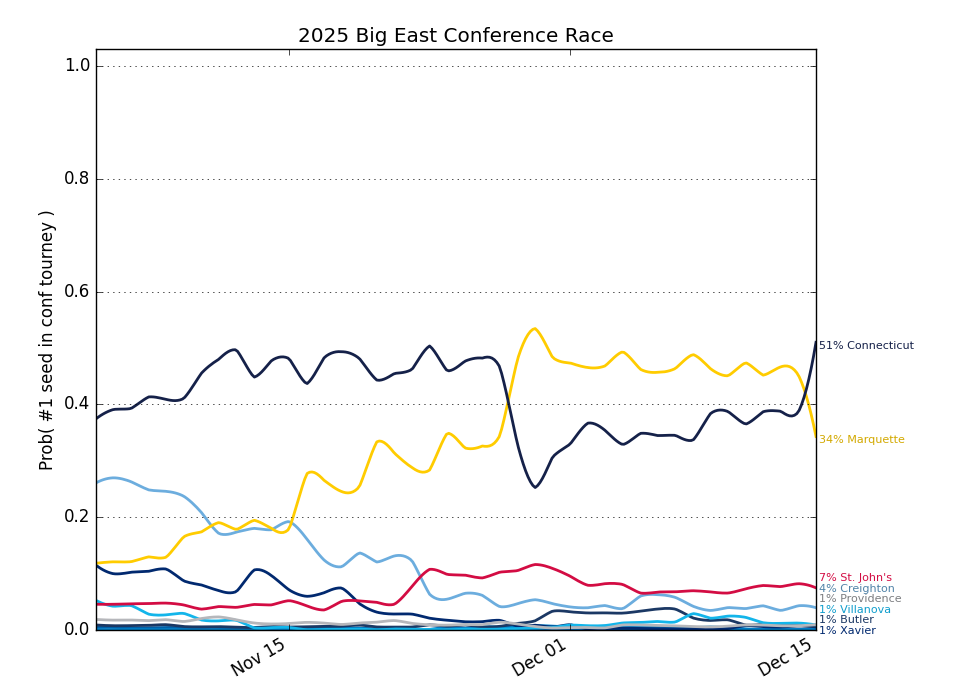 2025 Big East Conference Race
Prob( #1 seed in conf tourney )
1.0
0.8
0.6
0.4
0.2
0.0
Nov 15
Dec 01
Dec 15
51% Connecticut
34% Marquette
7% St. John's
4% Creighton
1% Providence
1% Villanova
1% Butler
1% Xavier